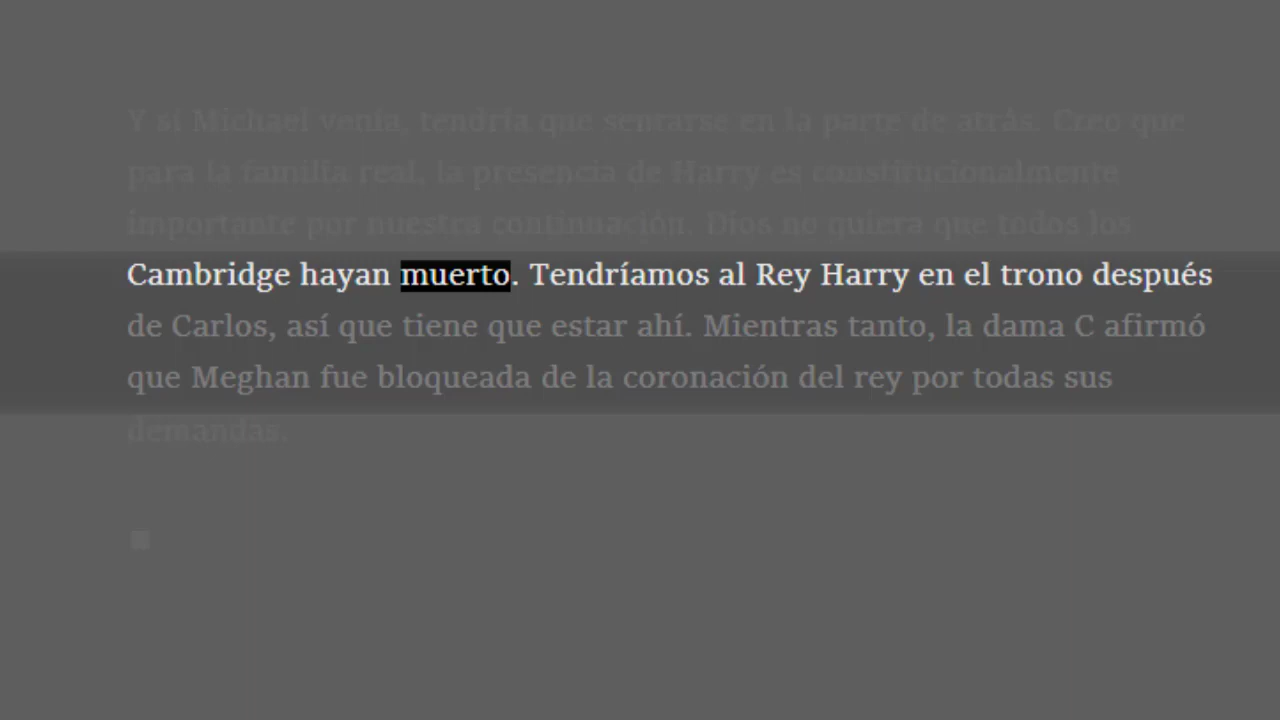 Y si Michael venía, tendría que sentarse en la parte de atrás. Creo que
para la familia real, la presencia de Harry es constitucionalmente
importante por nuestra continuación. Dios no quiera que todos los
Cambridge hayan muerto. Tendríamos al Rey Harry en el trono después
de Carlos, así que tiene que estar ahí. Mientras tanto, la dama C afirmó
que Meghan fue bloqueada de la coronación del rey por todas sus
demandas.